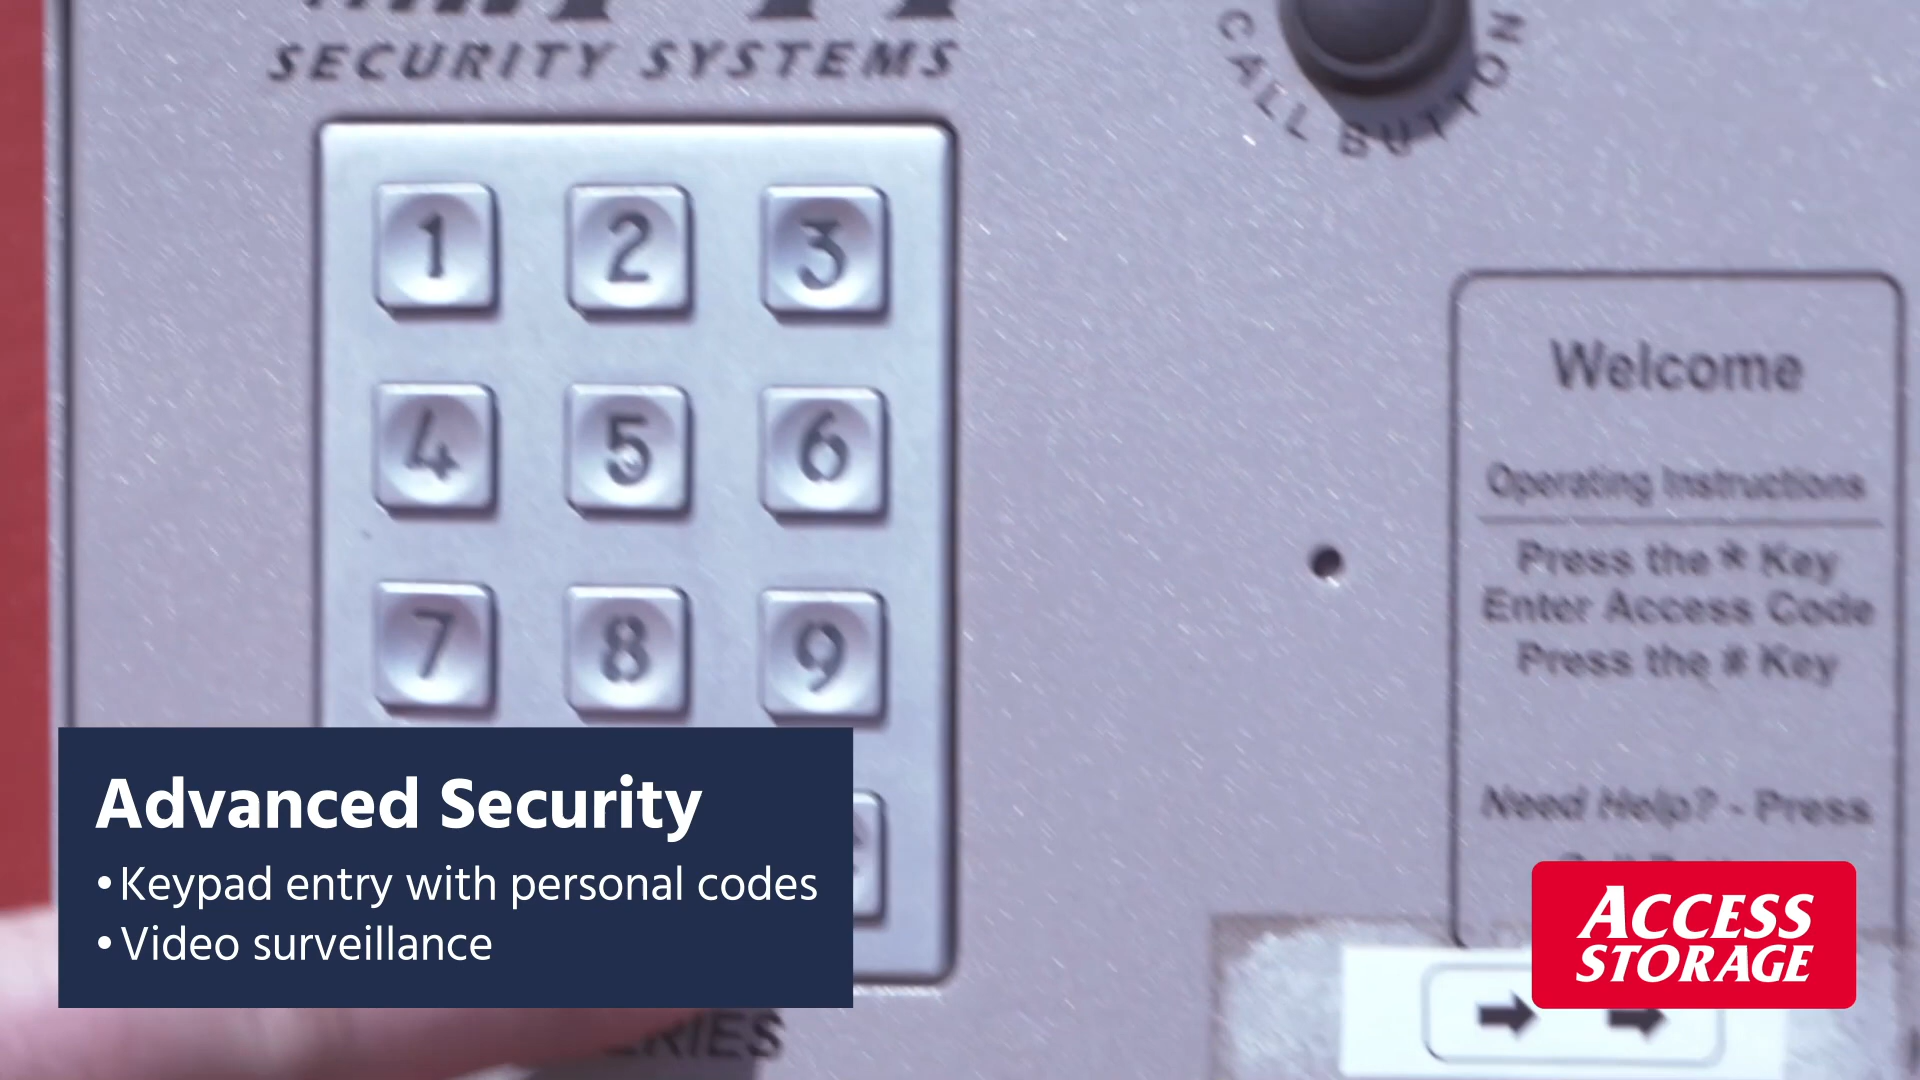 SECURITY SYSTEMS
CALL BUTTON
1 2 3
4 5 6
7 8 9
Welcome
Operating Instructions
Press the * Key
Enter Access Code
Press the # Key
Need Help? - Press
Advanced Security
• Keypad entry with personal codes
• Video surveillance
ACCESS
STORAGE